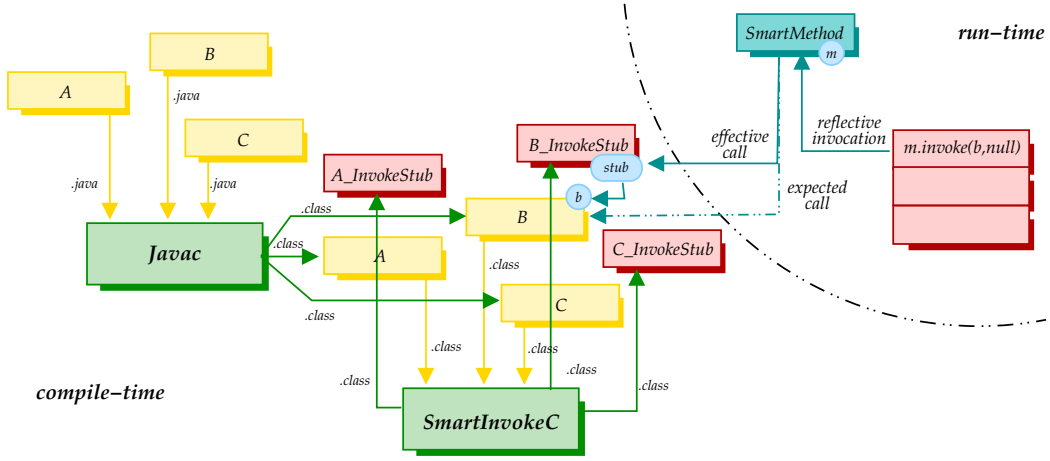 SmartMethod
m
run-time
B
A
.java
C
reflective
invocation
effective
call
m.invoke(b,null)
B_InvokeStub
stub
A_InvokeStub
.java
.java
expected
call
b
.class
B
Javac
.class
A
C_InvokeStub
.class
C
.class
.class
.class
.class
.class
.class
compile-time
SmartInvokeC